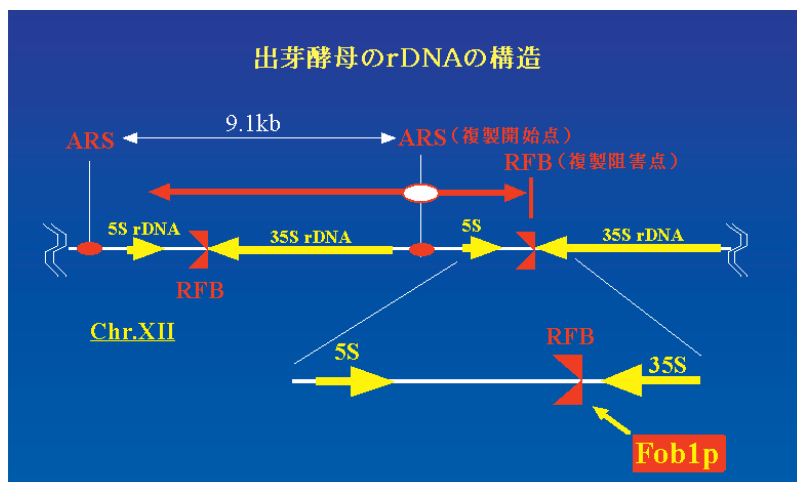 出芽酵母のrDNAの構造
9.1kb
ARS
ARS(複製開始点)
RFB(複製阻害点)
5S rDNA
35S rDNA
5S
35S rDNA
RFB
Chr.XII
5S
RFB
35S
Fob1p